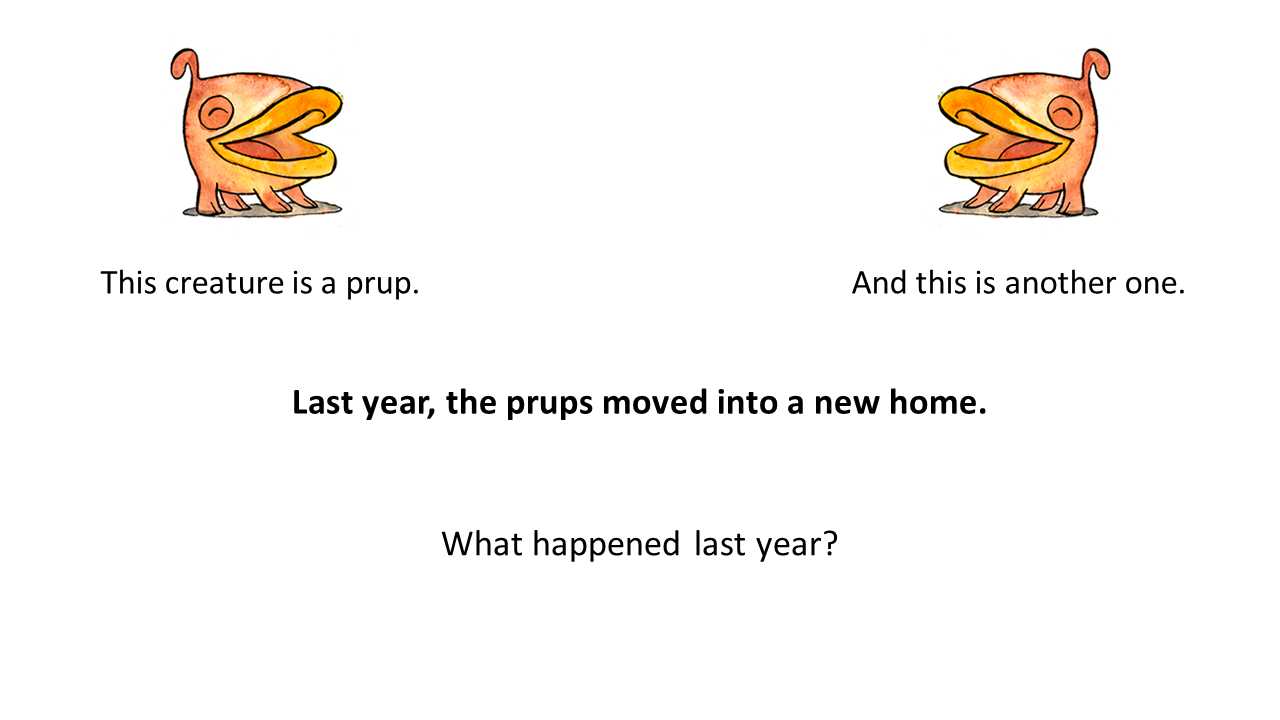 This creature is a prup.
And this is another one.
Last year, the prups moved into a new home.
What happened last year?